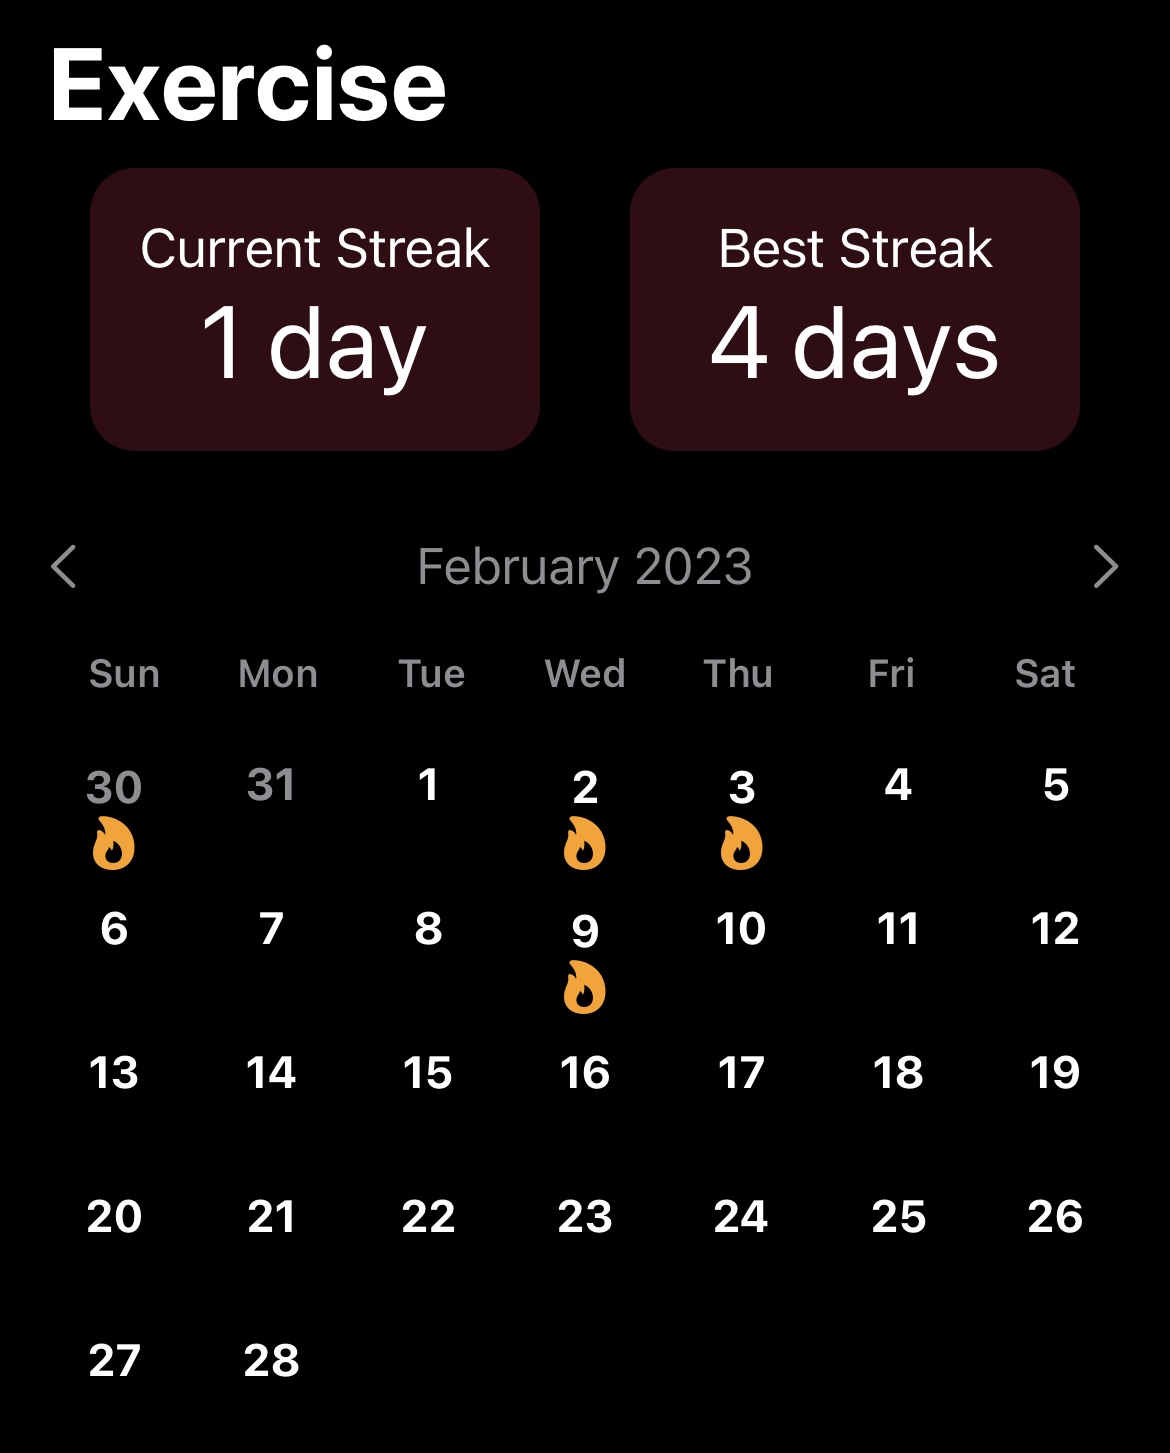 Exercise
Current Streak
1 day
Best Streak
4 days
February 2023
Sun Mon Tue Wed Thu Fri Sat
30 31 1 2 3 4 5
6 7 8 9 10 11 12
13 14 15 16 17 18 19
20 21 22 23 24 25 26
27 28